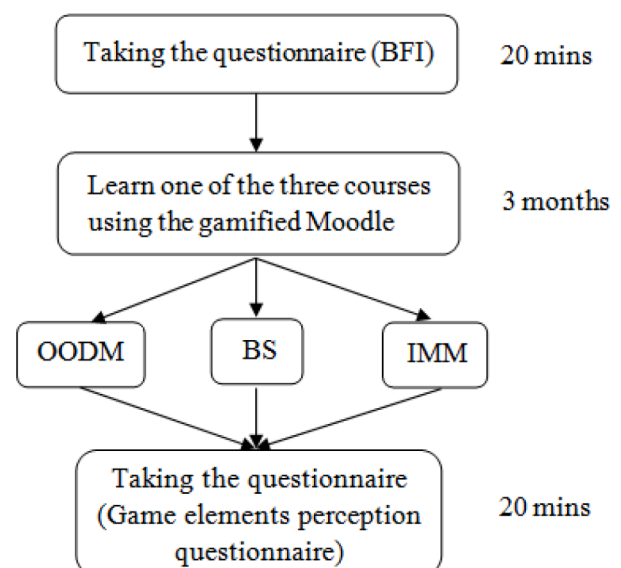 Taking the questionnaire (BFI)
20 mins
Learn one of the three courses
using the gamified Moodle
3 months
OODM
BS
IMM
Taking the questionnaire
(Game elements perception
questionnaire)
20 mins